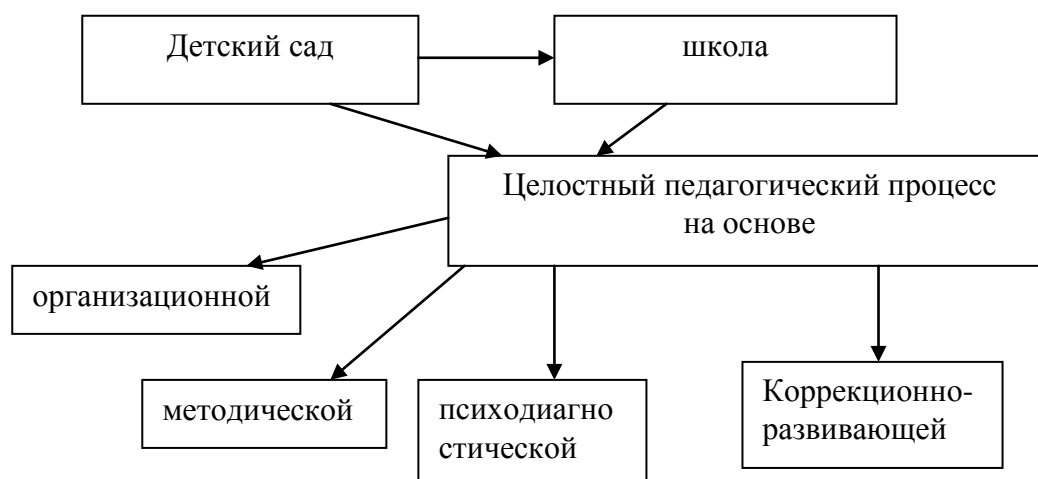 Детский сад
школа
Целостный педагогический процесс
на основе
организационной
методической
психодиагно
стической
Коррекционно-
развивающей